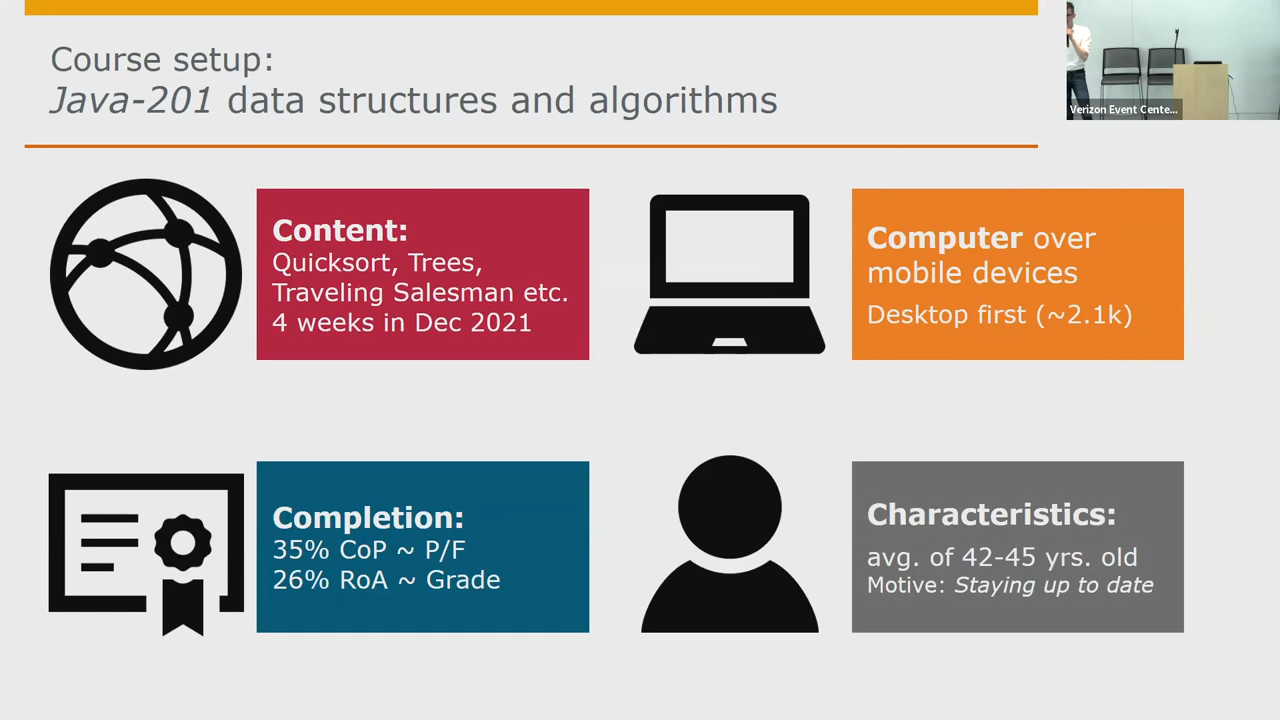 Course setup:
Java-201 data structures and algorithms
Verizon Event Cente...
Content:
Quicksort, Trees,
Traveling Salesman etc.
4 weeks in Dec 2021
Computer over
mobile devices
Desktop first (~2.1k)
Completion:
35% CoP ~ P/F
26% RoA ~ Grade
Characteristics:
avg. of 42-45 yrs. old
Motive: Staying up to date